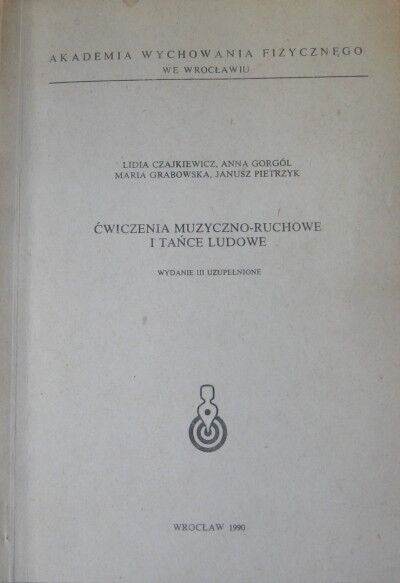 AKADEMIA WYCHOWANIA FIZYCZNEGO
WE WROCŁAWIU
LIDIA CZAJKIEWICZ, ANNA GORGÓL
MARIA GRABOWSKA, JANUSZ PIETRZYK
ĆWICZENIA MUZYCZNO-RUCHOWE
I TAŃCE LUDOWE
WYDANIE III UZUPEŁNIONE
WROCŁAW 1990